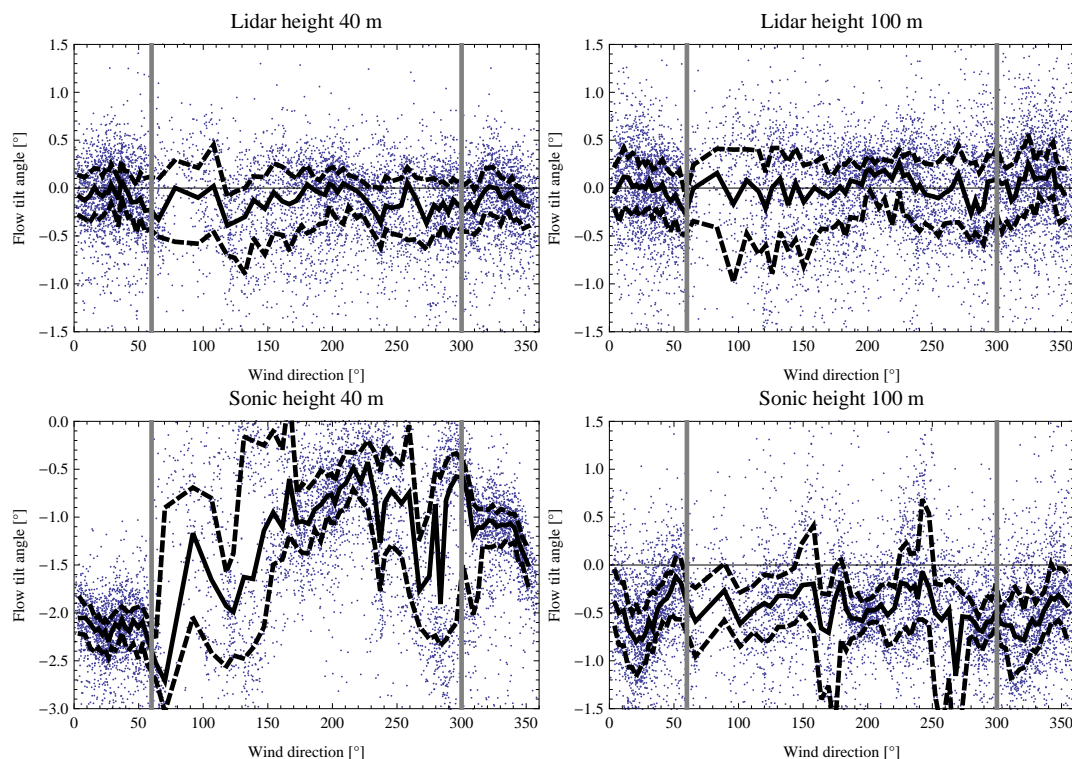 Lidar height 40 m
1.5
1.0
0.5
0.0
−0.5
−1.0
−1.5
Flow tilt angle [°]
0 50 100 150 200 250 300 350
Wind direction [°]
Lidar height 100 m
1.5
1.0
0.5
0.0
−0.5
−1.0
−1.5
Flow tilt angle [°]
0 50 100 150 200 250 300 350
Wind direction [°]
Sonic height 40 m
0.0
−0.5
−1.0
−1.5
−2.0
−2.5
−3.0
Flow tilt angle [°]
0 50 100 150 200 250 300 350
Wind direction [°]
Sonic height 100 m
1.5
1.0
0.5
0.0
−0.5
−1.0
−1.5
Flow tilt angle [°]
0 50 100 150 200 250 300 350
Wind direction [°]